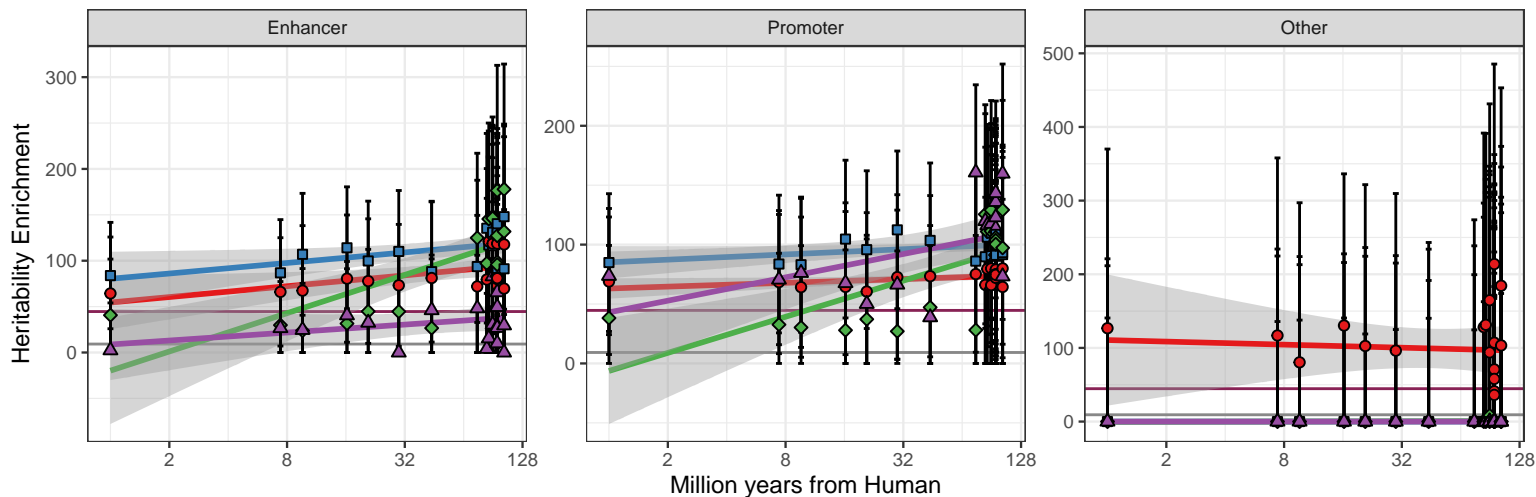 Enhancer Promoter Other
Heritability Enrichment
300
200
100
0
2 8 32 128
200
100
0
2 8 32 128
500
400
300
200
100
0
2 8 32 128
Million years from Human